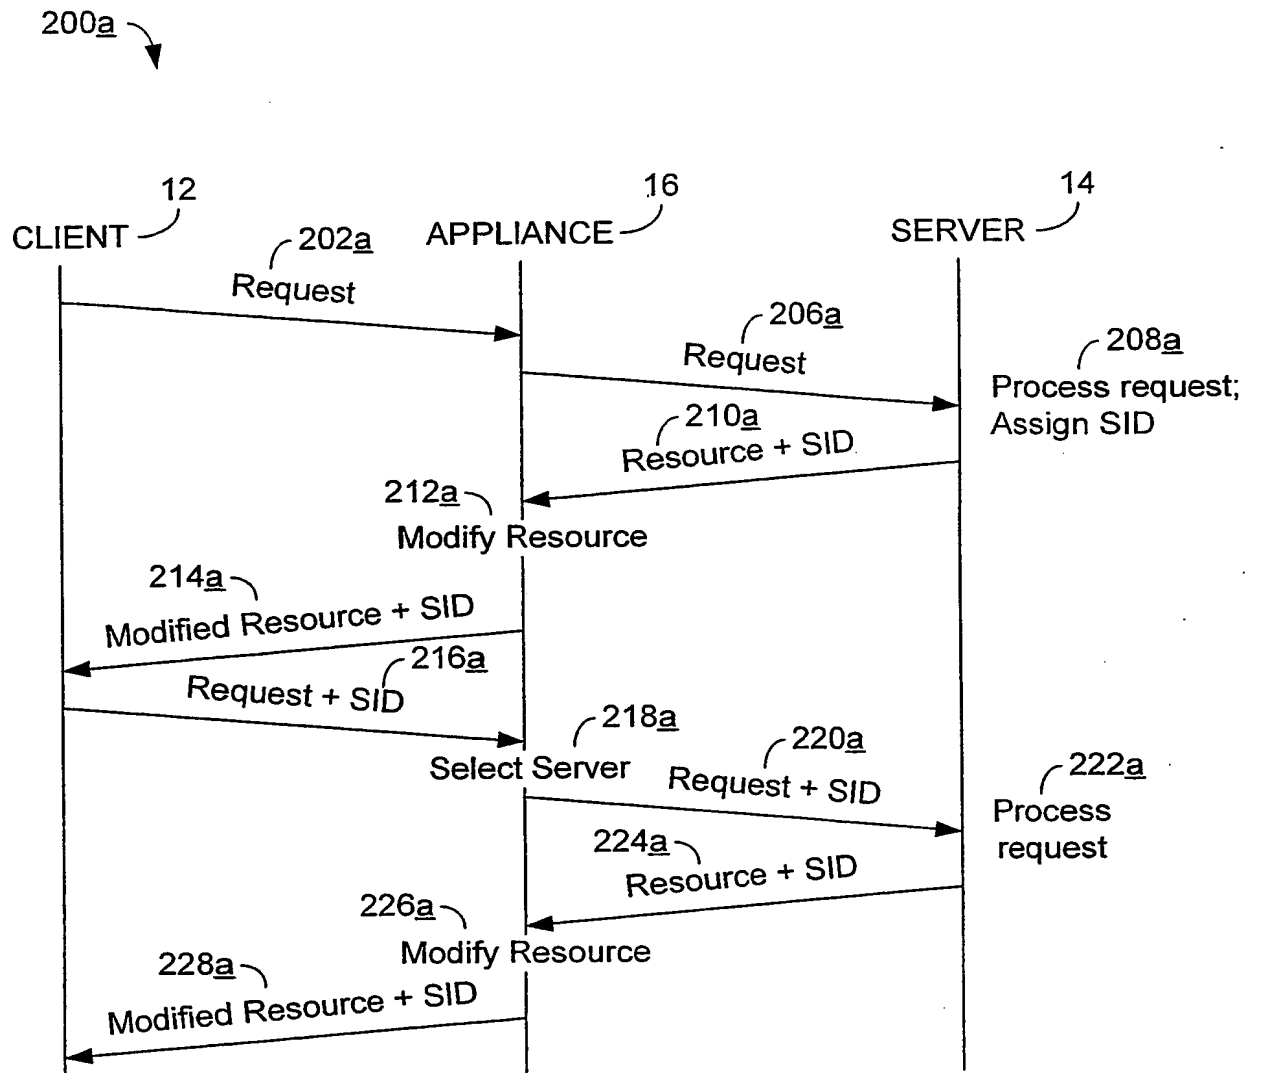 200a
12
16
14
CLIENT
APPLIANCE
SERVER
202a
Request
206a
Request
208a
Process request;
Assign SID
210a
Resource + SID
212a
Modify Resource
214a
Modified Resource + SID
216a
Request + SID
218a
Select Server
220a
Request + SID
222a
Process
request
224a
Resource + SID
226a
Modify Resource
228a
Modified Resource + SID